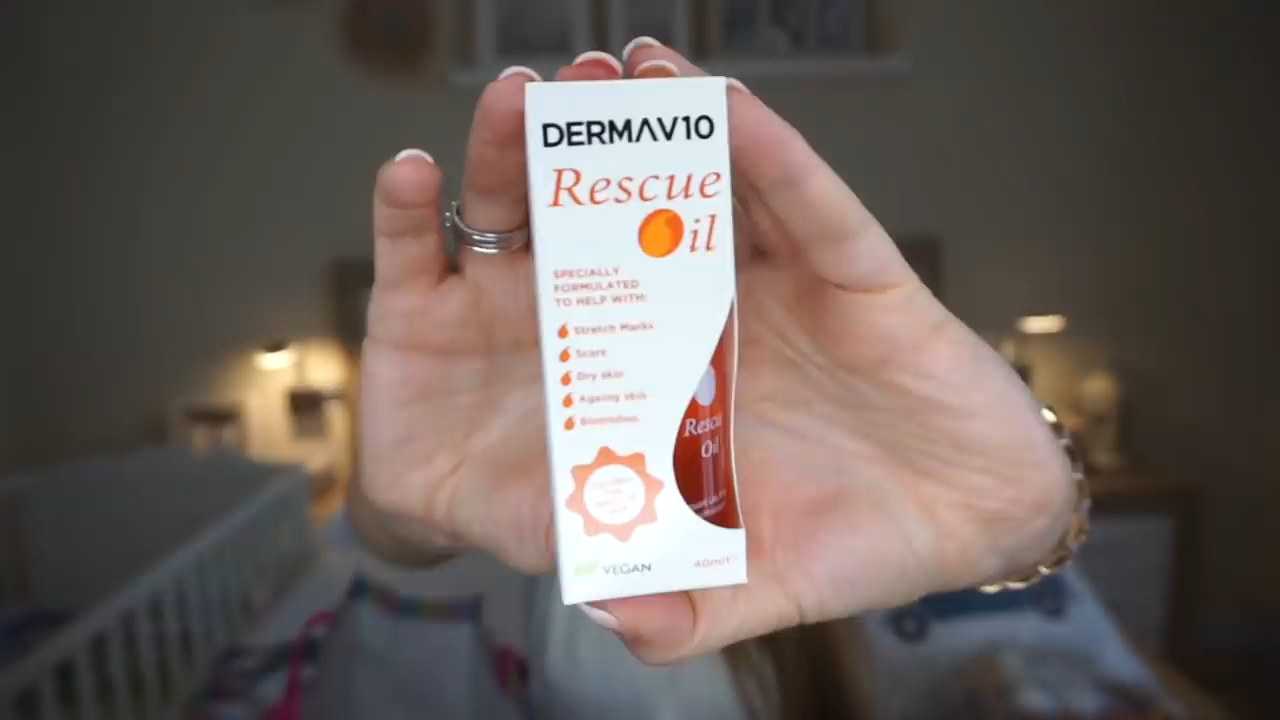 DERMAV10
Rescue
Oil
SPECIALLY
FORMULATED
TO HELP WITH:
Stretch Marks
Scars
Dry skin
Ageing skin
Blemishes
Rescu
Oil
VEGAN
40ml e